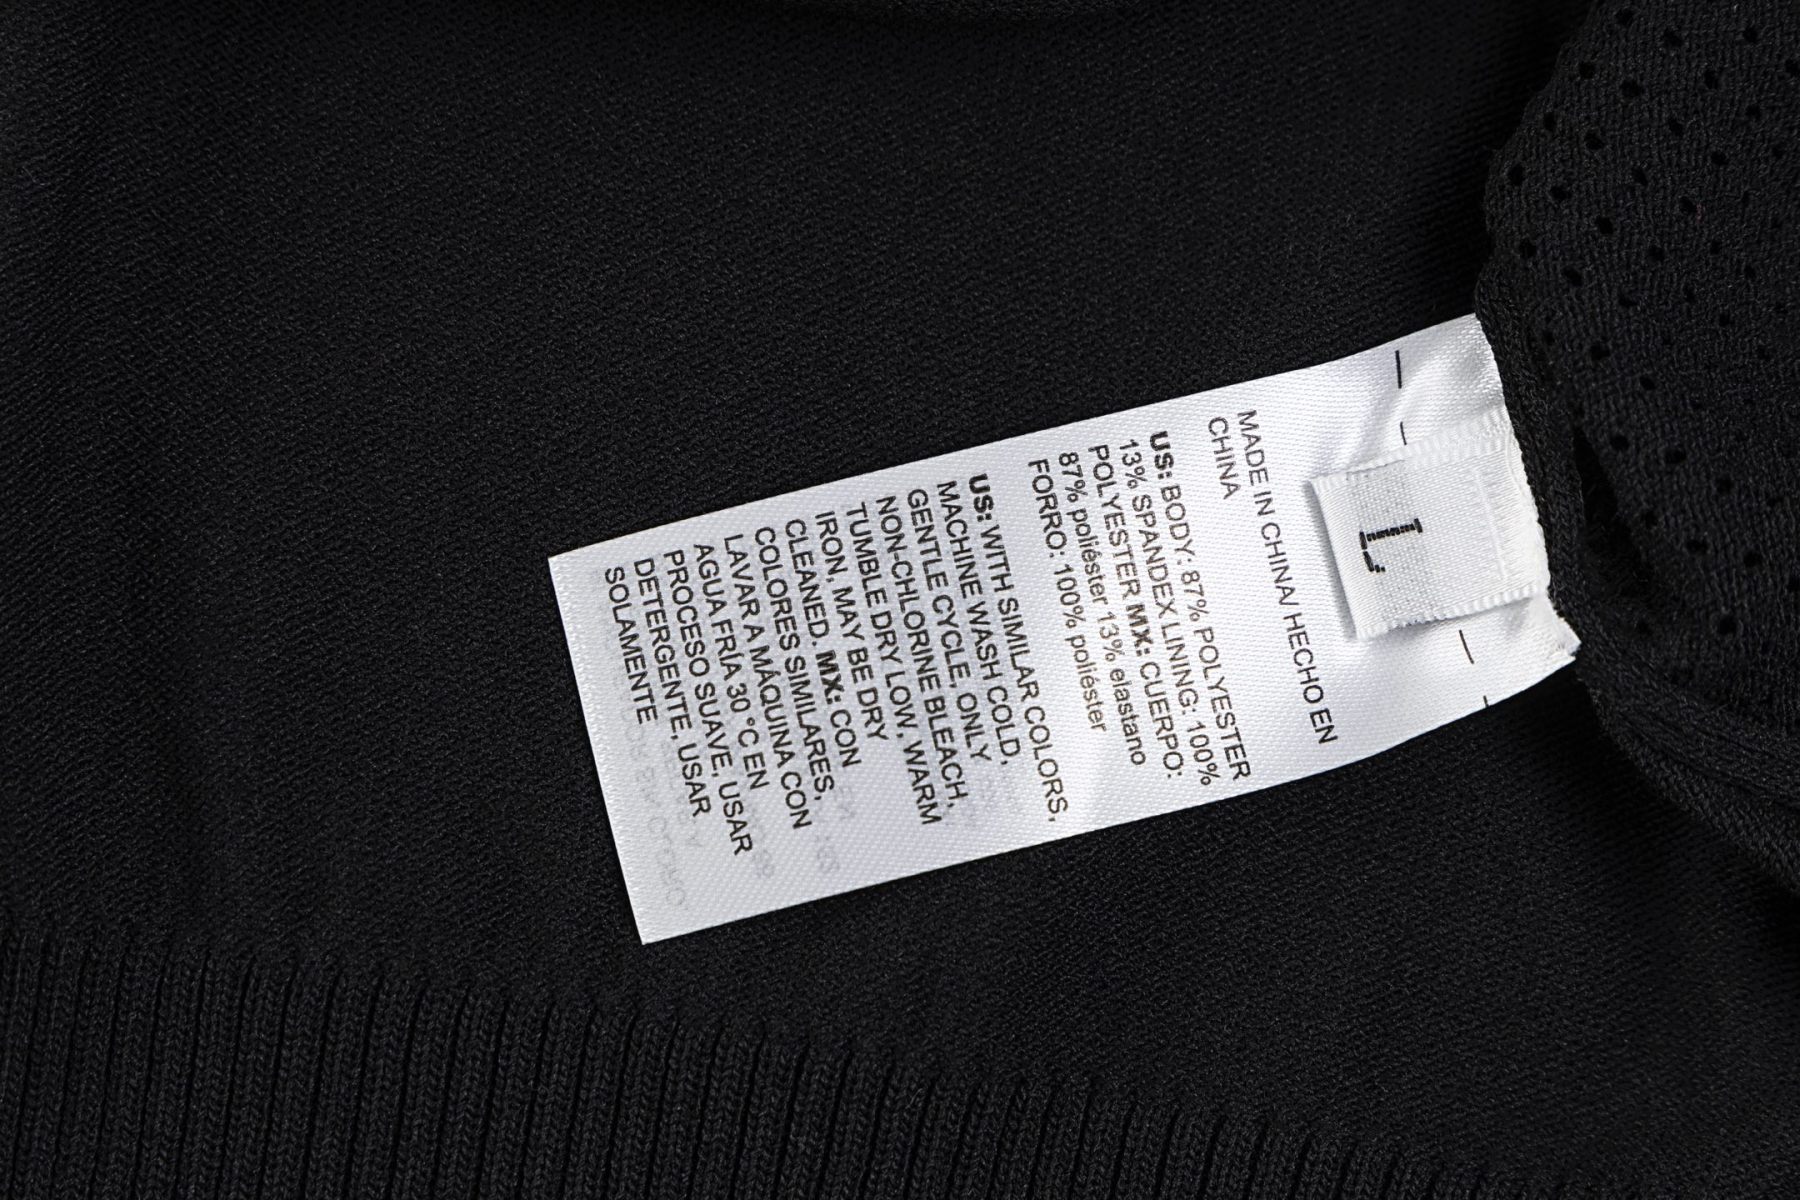 L
MADE IN CHINA/ HECHO EN
CHINA
US: BODY: 87% POLYESTER
13% SPANDEX LINING: 100%
POLYESTER MX: CUERPO:
87% poliéster 13% elastano
FORRO: 100% poliéster
US: WITH SIMILAR COLORS,
MACHINE WASH COLD,
GENTLE CYCLE, ONLY
NON-CHLORINE BLEACH,
TUMBLE DRY LOW, WARM
IRON, MAY BE DRY
CLEANED. MX: CON
COLORES SIMILARES,
LAVAR A MÁQUINA CON
AGUA FRÍA 30 °C EN
PROCESO SUAVE, USAR
DETERGENTE, USAR
SOLAMENTE